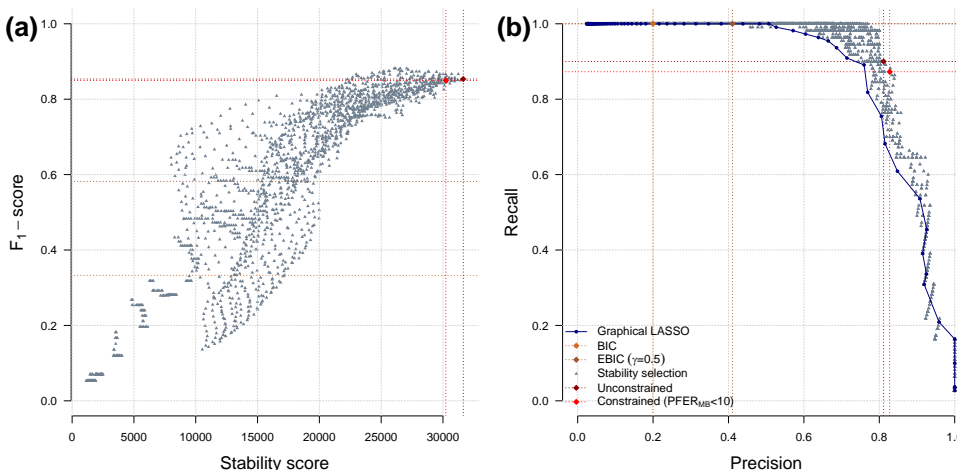 (a)
1.0
0.8
0.6
0.4
0.2
0.0
F1 − score
0 5000 10000 15000 20000 25000 30000
Stability score
(b)
1.0
0.8
0.6
0.4
0.2
0.0
Recall
Graphical LASSO
BIC
EBIC (γ=0.5)
Stability selection
Unconstrained
Constrained (PFERMB<10)
0.0 0.2 0.4 0.6 0.8 1.0
Precision